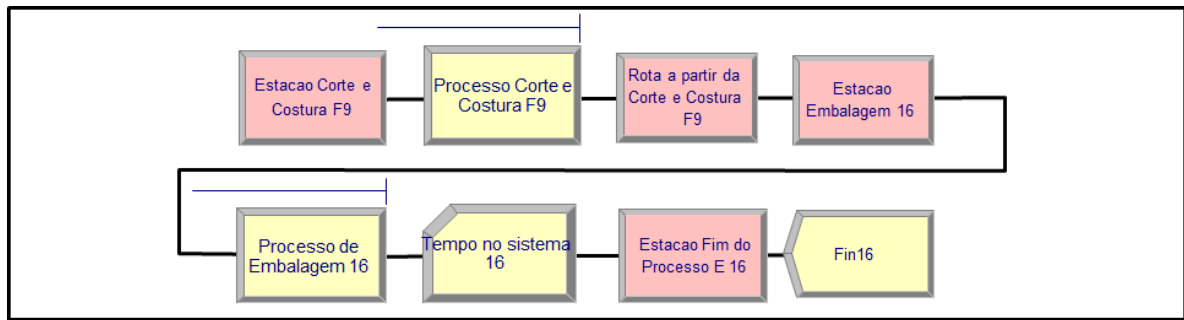 Estacao Corte e
Costura F9
Processo Corte e
Costura F9
Rota a partir da
Corte e Costura
F9
Estacao
Embalagem 16
Processo de
Embalagem 16
Tempo no sistema
16
Estacao Fim do
Processo E 16
Fin16